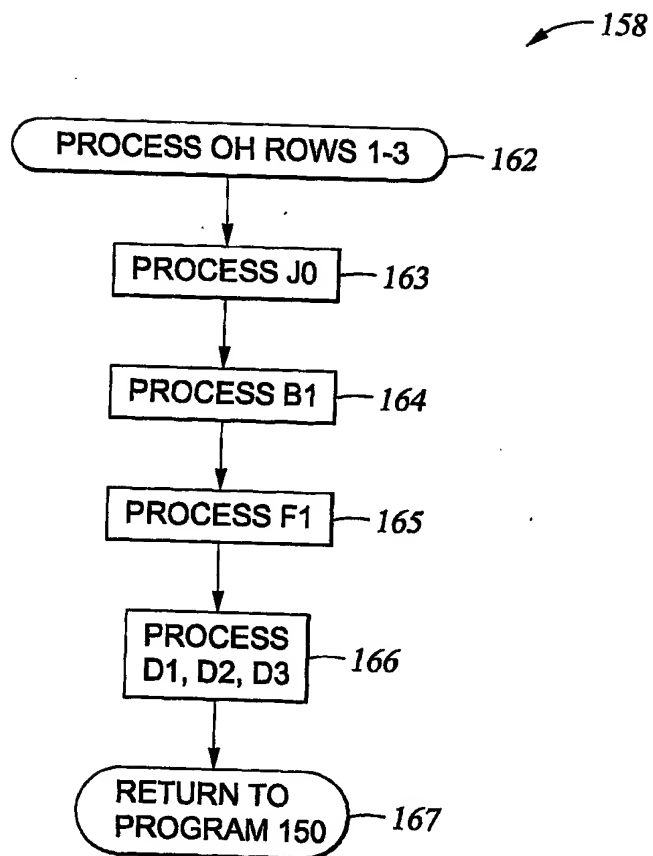 158
PROCESS OH ROWS 1-3
162
PROCESS J0
163
PROCESS B1
164
PROCESS F1
165
PROCESS
D1, D2, D3
166
RETURN TO
PROGRAM 150
167